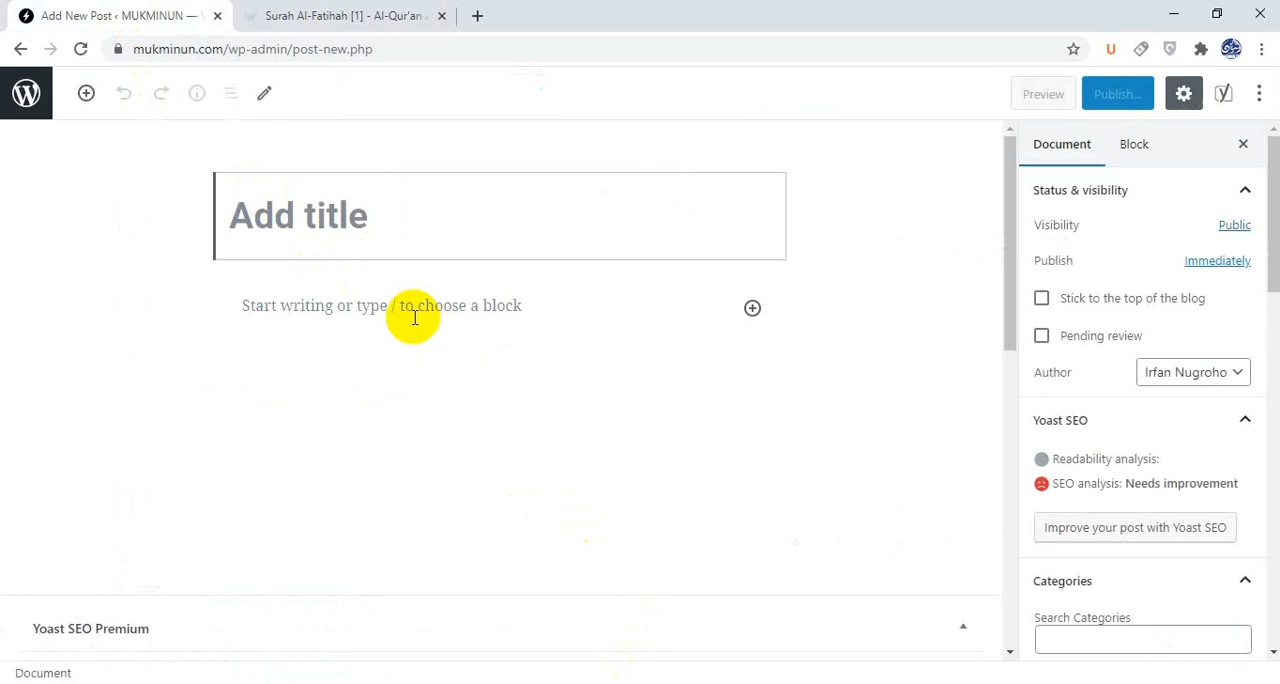 Add New Post ‹ MUKMINUN —
Surah Al-Fatihah [1] - Al-Qur'an
mukminun.com/wp-admin/post-new.php
U
Preview
Publish...
Document
Block
Add title
Start writing or type / to choose a block
Status & visibility
Visibility
Public
Publish
Immediately
Stick to the top of the blog
Pending review
Author
Irfan Nugroho
Yoast SEO
Readability analysis:
SEO analysis: Needs improvement
Improve your post with Yoast SEO
Categories
Search Categories
Yoast SEO Premium
Document